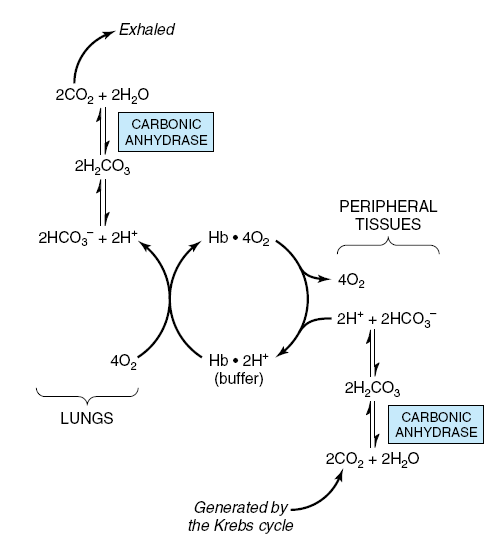 Exhaled
2CO₂ + 2H₂O
CARBONIC
ANHYDRASE
2H₂CO₃
2HCO₃⁻ + 2H⁺
Hb • 4O₂
PERIPHERAL
TISSUES
4O₂
2H⁺ + 2HCO₃⁻
4O₂
Hb • 2H⁺
(buffer)
LUNGS
2H₂CO₃
CARBONIC
ANHYDRASE
2CO₂ + 2H₂O
Generated by
the Krebs cycle